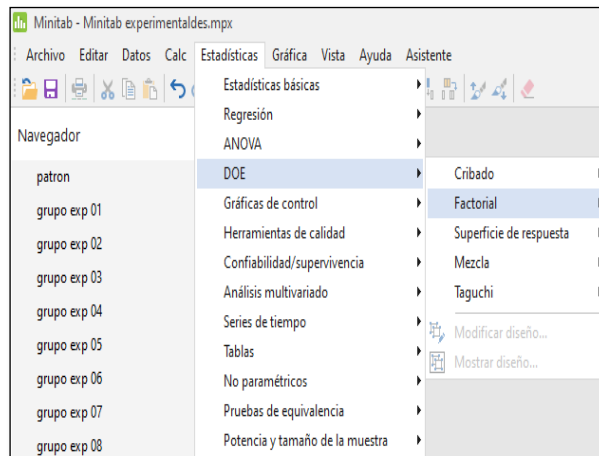 Minitab - Minitab experimentaldes.mpx
Archivo Editar Datos Calc Estadísticas Gráfica Vista Ayuda Asistente
Navegador
patron
grupo exp 01
grupo exp 02
grupo exp 03
grupo exp 04
grupo exp 05
grupo exp 06
grupo exp 07
grupo exp 08
Estadísticas básicas
Regresión
ANOVA
DOE
Gráficas de control
Herramientas de calidad
Confiabilidad/supervivencia
Análisis multivariado
Series de tiempo
Tablas
No paramétricos
Pruebas de equivalencia
Potencia y tamaño de la muestra
Cribado
Factorial
Superficie de respuesta
Mezcla
Taguchi
Modificar diseño...
Mostrar diseño...